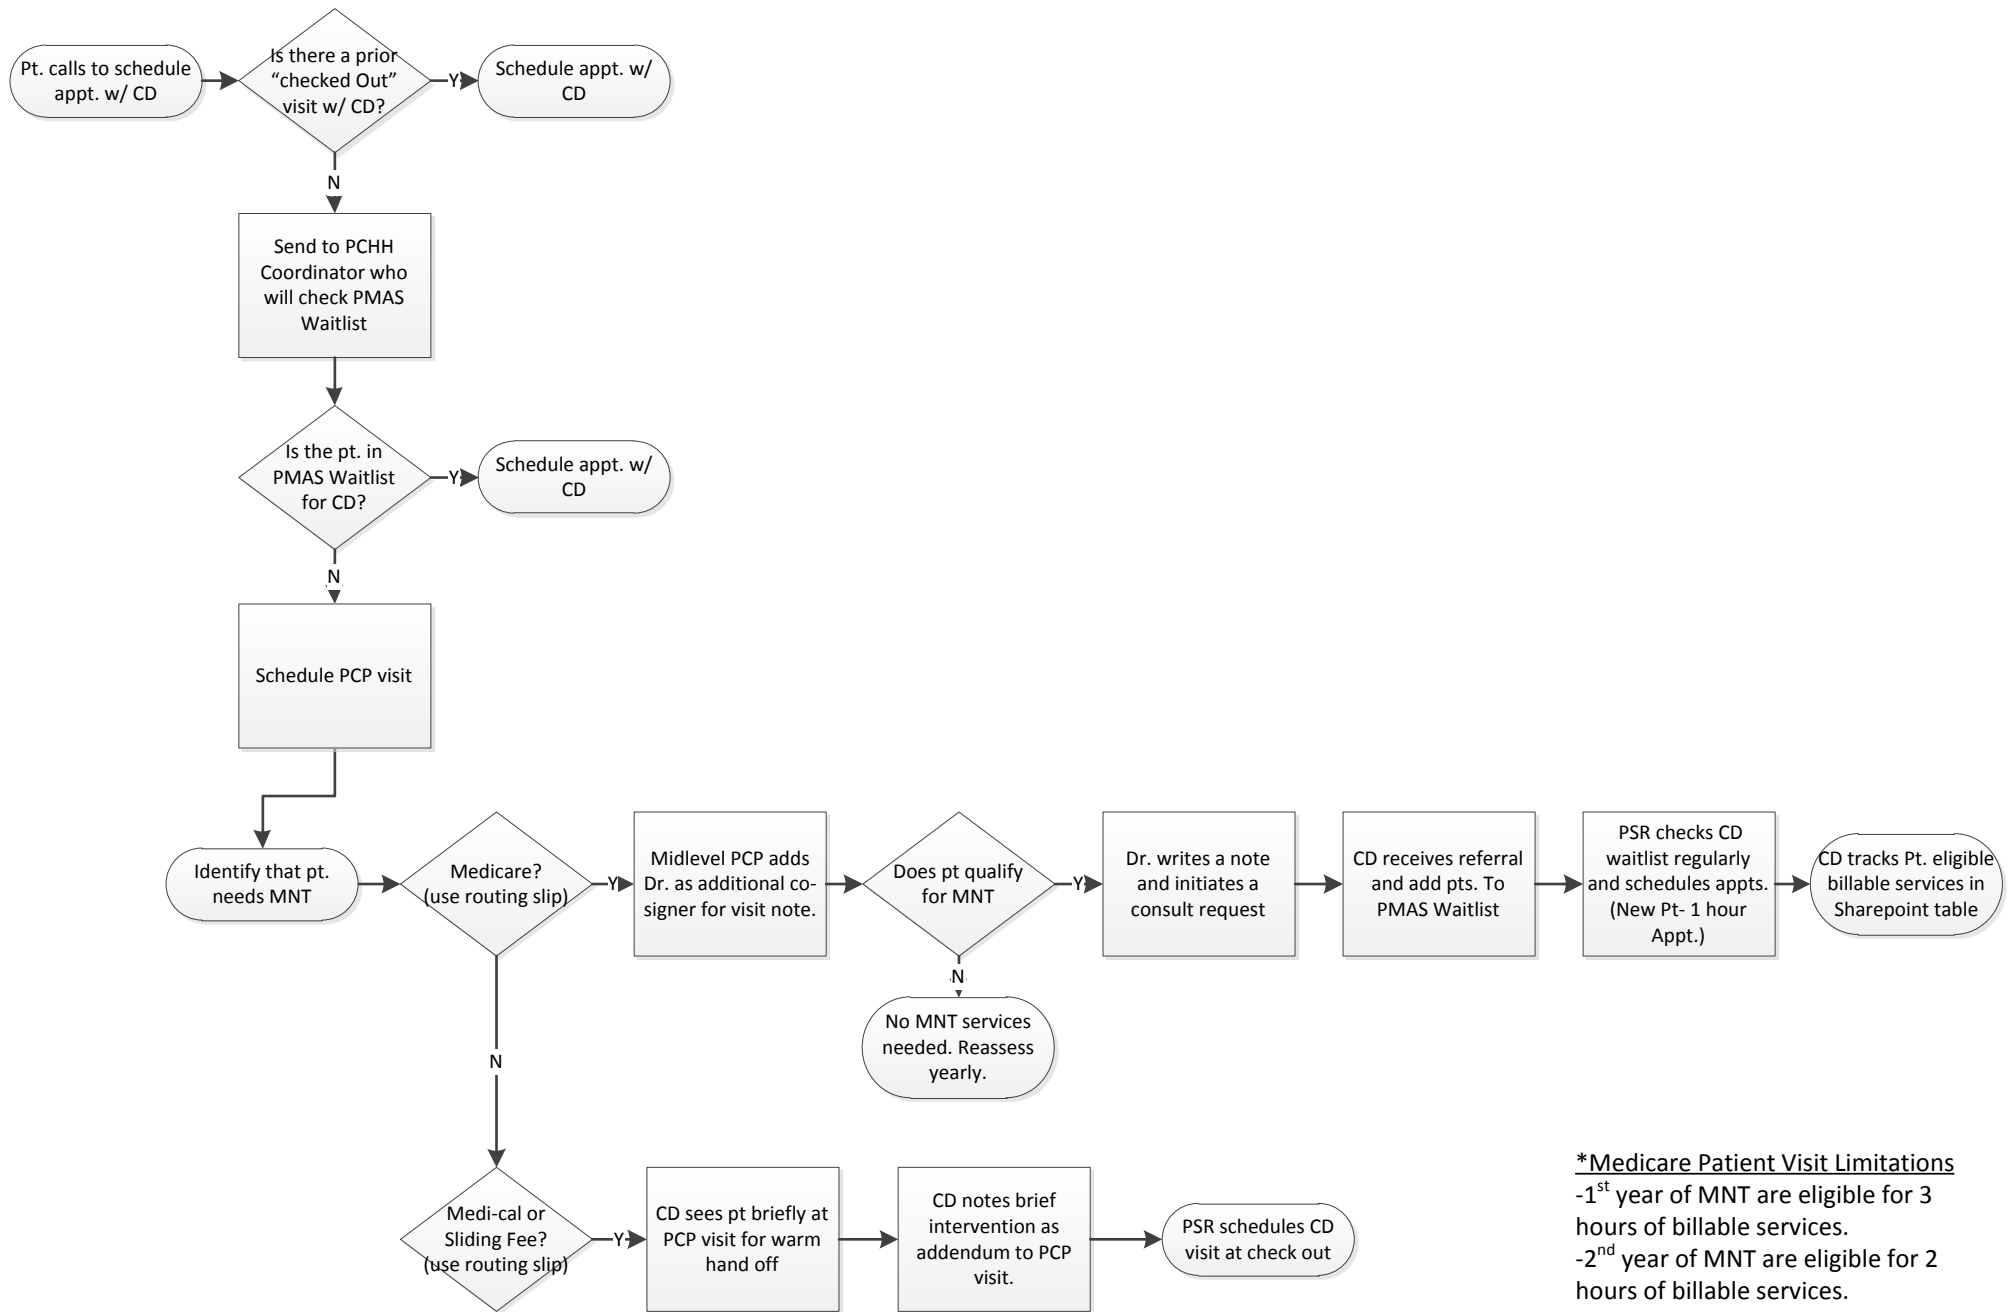 Pt. calls to schedule
appt. w/ CD
Is there a prior
“checked Out”
visit w/ CD?
Y
Schedule appt. w/
CD
N
Send to PCHH
Coordinator who
will check PMAS
Waitlist
Is the pt. in
PMAS Waitlist
for CD?
Y
Schedule appt. w/
CD
N
Schedule PCP visit
Identify that pt.
needs MNT
Medicare?
(use routing slip)
Y
Midlevel PCP adds
Dr. as additional co-
signer for visit note.
Does pt qualify
for MNT
Y
Dr. writes a note
and initiates a
consult request
CD receives referral
and add pts. To
PMAS Waitlist
PSR checks CD
waitlist regularly
and schedules appts.
(New Pt- 1 hour
Appt.)
CD tracks Pt. eligible
billable services in
Sharepoint table
N
No MNT services
needed. Reassess
yearly.
N
Medi-cal or
Sliding Fee?
(use routing slip)
Y
CD sees pt briefly at
PCP visit for warm
hand off
CD notes brief
intervention as
addendum to PCP
visit.
PSR schedules CD
visit at check out
*Medicare Patient Visit Limitations
-1st year of MNT are eligible for 3
hours of billable services.
-2nd year of MNT are eligible for 2
hours of billable services.